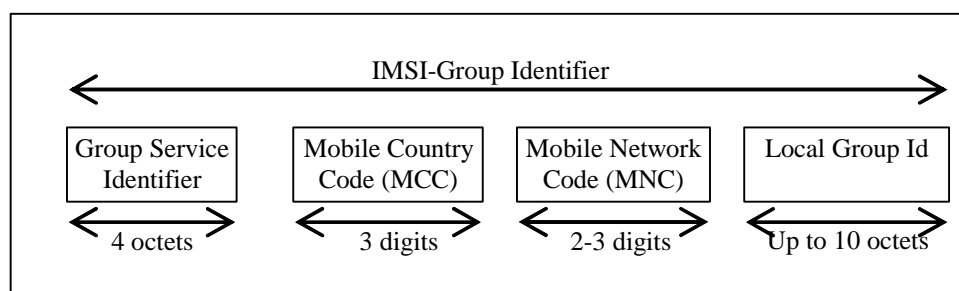 IMSI-Group Identifier
Group Service
Identifier
Mobile Country
Code (MCC)
Mobile Network
Code (MNC)
Local Group Id
4 octets
3 digits
2-3 digits
Up to 10 octets